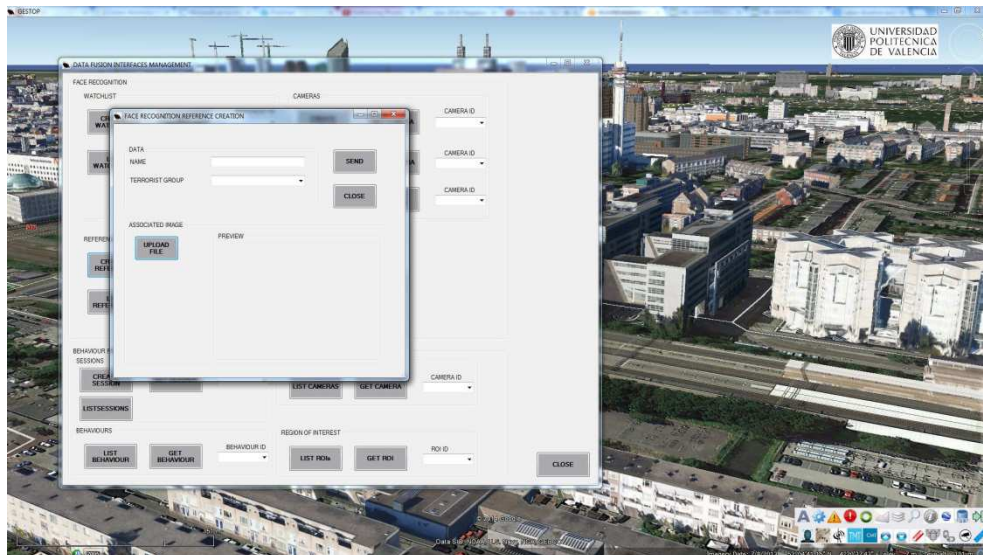 GESTOP
UNIVERSIDAD
POLITECNICA
DE VALENCIA
DATA FUSION INTERFACES MANAGEMENT
FACE RECOGNITION
WATCHLIST
CAMERAS
CAMERA ID
CAMERA ID
CAMERA ID
FACE RECOGNITION REFERENCE CREATION
DATA
NAME
SEND
TERRORIST GROUP
CLOSE
ASSOCIATED IMAGE
UPLOAD
FILE
PREVIEW
SESSIONS
SESSION
LIST CAMERAS
GET CAMERA
CAMERA ID
LISTSESSIONS
BEHAVIOURS
LIST
BEHAVIOUR
GET
BEHAVIOUR
BEHAVIOUR ID
REGION OF INTEREST
LIST ROIs
GET ROI
ROI ID
CLOSE